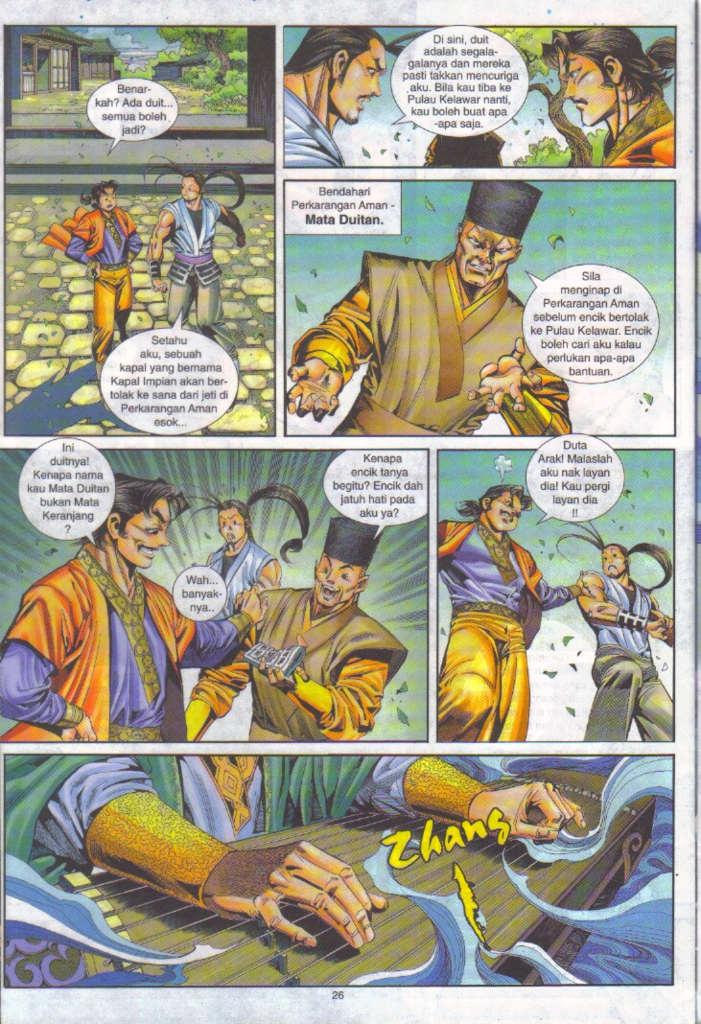 Benar-
kah? Ada duit...
semua boleh
jadi?
Setahu
aku, sebuah
kapal yang bernama
Kapal Impian akan ber-
tolak ke sana dari jeti di
Perkarangan Aman
esok...
Di sini, duit
adalah segala-
galanya dan mereka
pasti takkan mencuriga
aku. Bila kau tiba ke
Pulau Kelawar nanti,
kau boleh buat apa
-apa saja.
Bendahari
Perkarangan Aman -
Mata Duitan.
Sila
menginap di
Perkarangan Aman
sebelum encik bertolak
ke Pulau Kelawar. Encik
boleh cari aku kalau
perlukan apa-apa
bantuan.
Ini
duitnya!
Kenapa nama
kau Mata Duitan
bukan Mata
Keranjang
?
Wah...
banyak-
nya..
Kenapa
encik tanya
begitu? Encik dah
jatuh hati pada
aku ya?
Duta
Arak! Malaslah
aku nak layan
dia! Kau pergi
layan dia
!!
Zhang
26